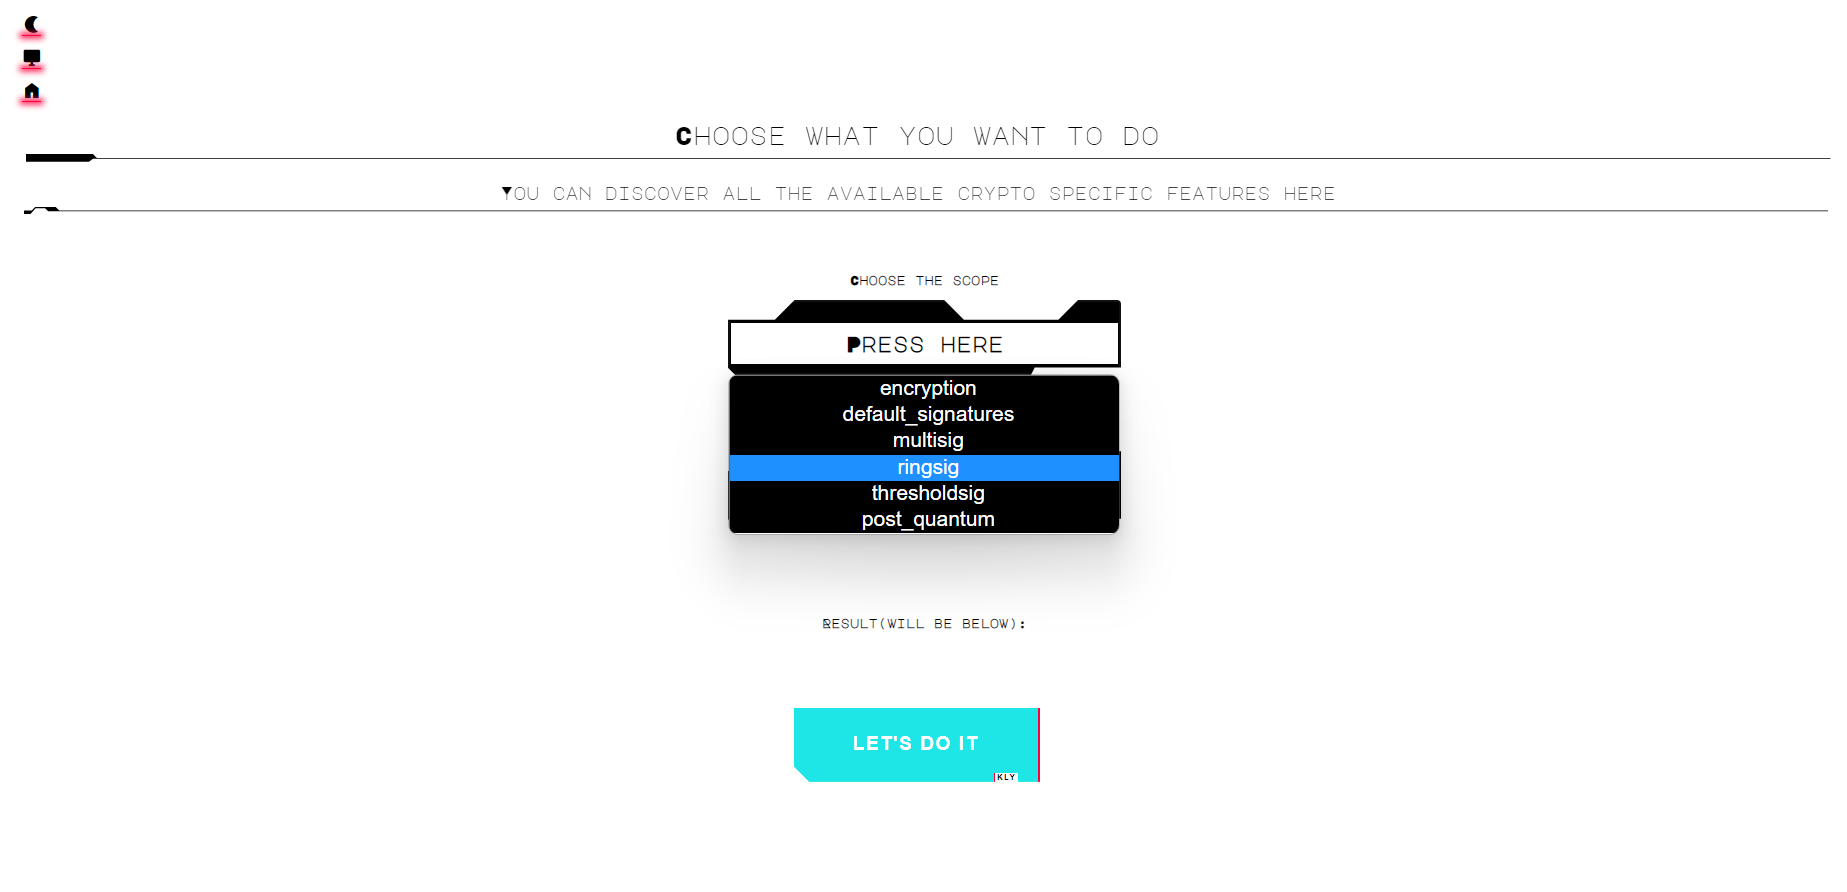 CHOOSE WHAT YOU WANT TO DO
YOU CAN DISCOVER ALL THE AVAILABLE CRYPTO SPECIFIC FEATURES HERE
CHOOSE THE SCOPE
PRESS HERE
encryption
default_signatures
multisig
ringsig
thresholdsig
post_quantum
RESULT(WILL BE BELOW):
LET'S DO IT
KLY